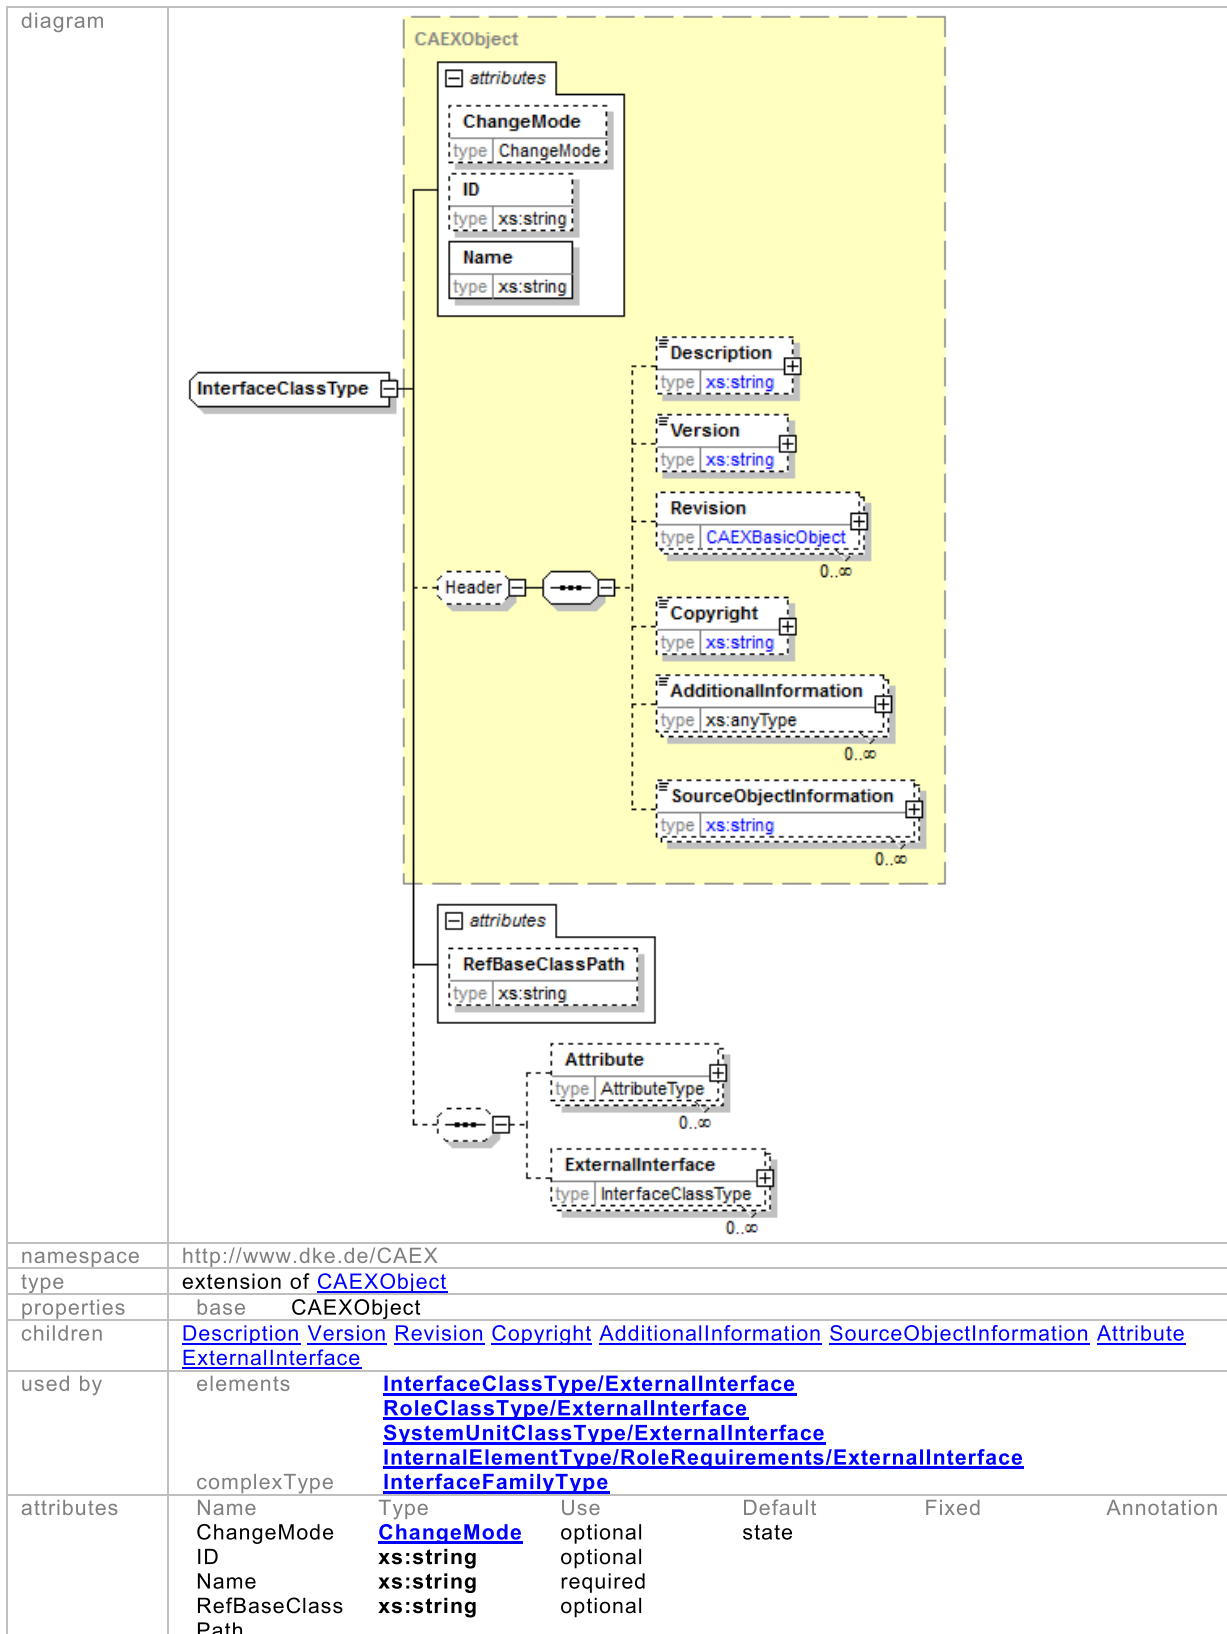 diagram
CAEXObject
attributes
ChangeMode
type ChangeMode
ID
type xs:string
Name
type xs:string
InterfaceClassType
Description
type xs:string
Version
type xs:string
Revision
type CAEXBasicObject
0..∞
Header
Copyright
type xs:string
AdditionalInformation
type xs:anyType
0..∞
SourceObjectInformation
type xs:string
0..∞
attributes
RefBaseClassPath
type xs:string
Attribute
type AttributeType
0..∞
ExternalInterface
type InterfaceClassType
0..∞
namespace http://www.dke.de/CAEX
type extension of CAEXObject
properties base CAEXObject
children Description Version Revision Copyright AdditionalInformation SourceObjectInformation Attribute
ExternalInterface
used by elements InterfaceClassType/ExternalInterface
RoleClassType/ExternalInterface
SystemUnitClassType/ExternalInterface
InternalElementType/RoleRequirements/ExternalInterface
complexType InterfaceFamilyType
attributes Name Type Use Default Fixed Annotation
ChangeMode ChangeMode optional state
ID xs:string optional
Name xs:string required
RefBaseClass xs:string optional
Path